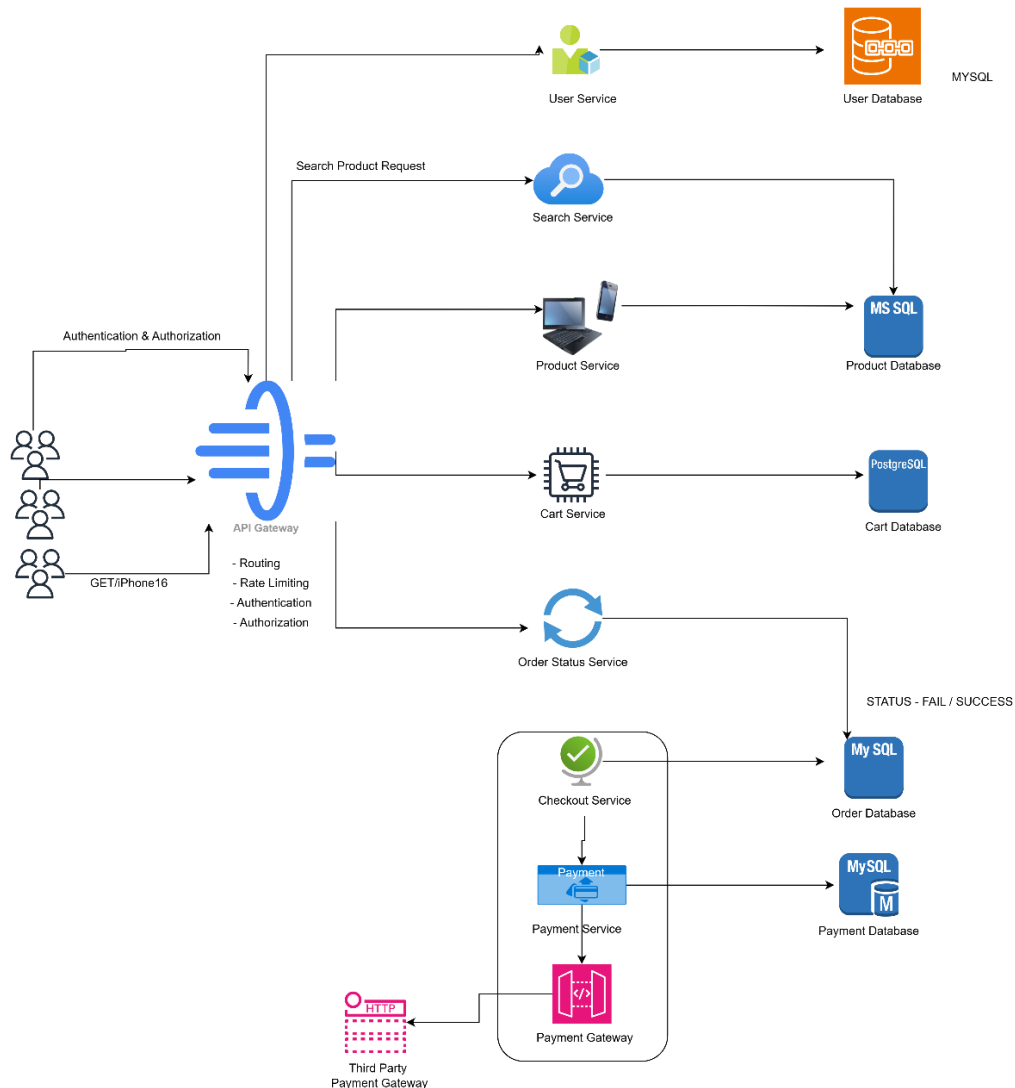 User Service
User Database
MYSQL
Search Product Request
Search Service
MS SQL
Product Service
Product Database
Authentication & Authorization
PostgreSQL
Cart Service
Cart Database
API Gateway
- Routing
- Rate Limiting
- Authentication
- Authorization
GET/iPhone16
Order Status Service
STATUS - FAIL / SUCCESS
My SQL
Checkout Service
Order Database
Payment
MySQL
M
Payment Service
Payment Database
</>
Payment Gateway
HTTP
Third Party
Payment Gateway